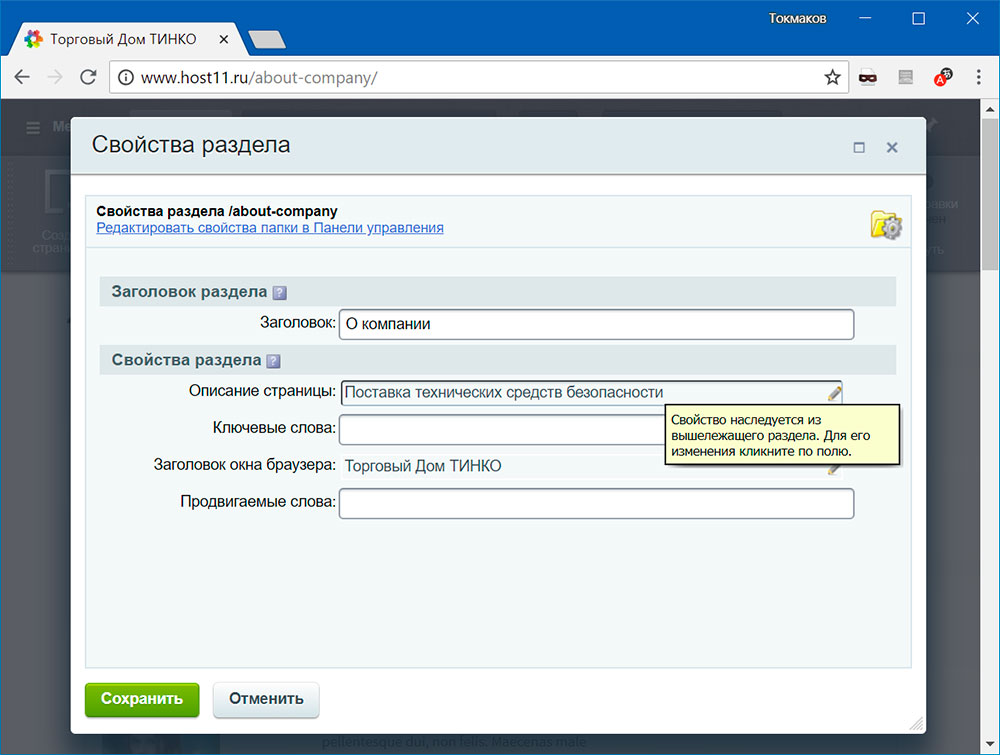 Токмаков
Торговый Дом ТИНКО
www.host11.ru/about-company/
Свойства раздела
Свойства раздела /about-company
Редактировать свойства папки в Панели управления
Заголовок раздела ?
Заголовок: О компании
Свойства раздела ?
Описание страницы: Поставка технических средств безопасности
Свойство наследуется из
вышележащего раздела. Для его
изменения кликните по полю.
Ключевые слова:
Заголовок окна браузера: Торговый Дом ТИНКО
Продвигаемые слова:
Сохранить Отменить
pellentesque dui, non felis. Maecenas male